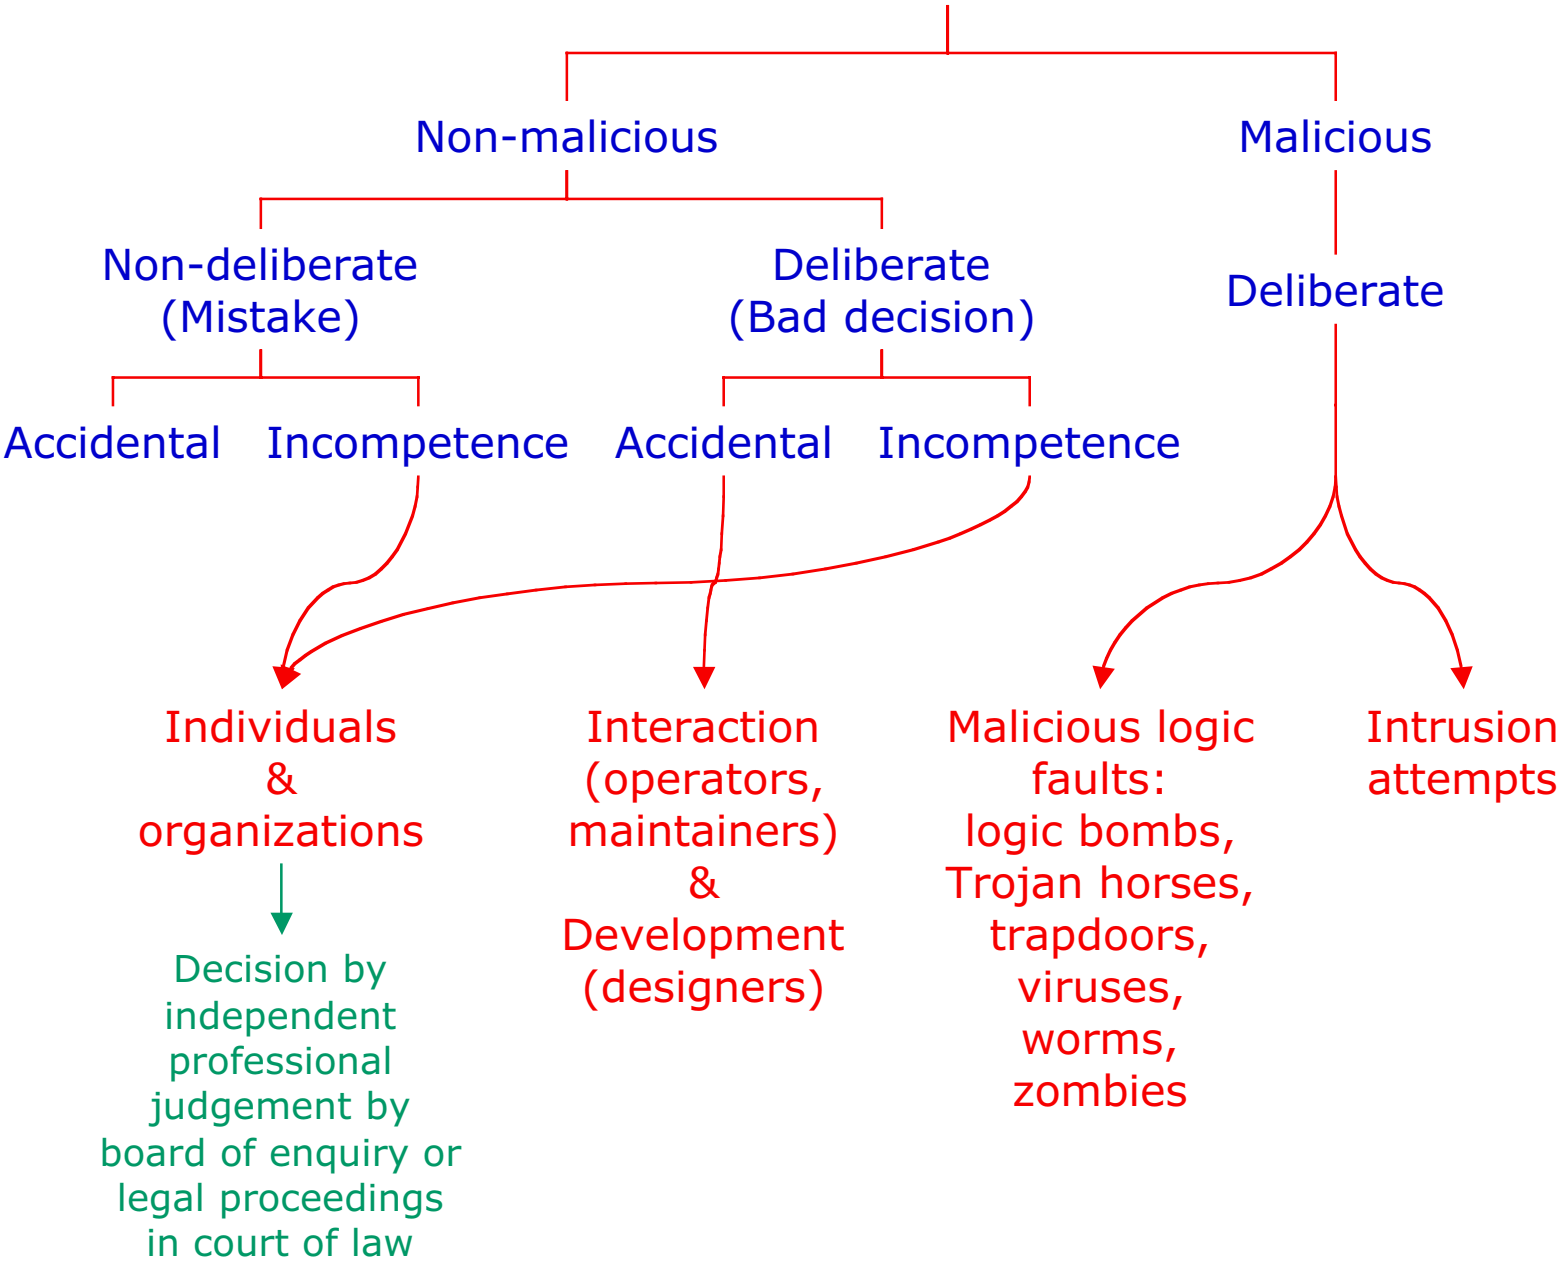 Non-malicious
Malicious
Non-deliberate
(Mistake)
Deliberate
(Bad decision)
Deliberate
Accidental
Incompetence
Accidental
Incompetence
Individuals
&
organizations
Interaction
(operators,
maintainers)
&
Development
(designers)
Malicious logic
faults:
logic bombs,
Trojan horses,
trapdoors,
viruses,
worms,
zombies
Intrusion
attempts
Decision by
independent
professional
judgement by
board of enquiry or
legal proceedings
in court of law